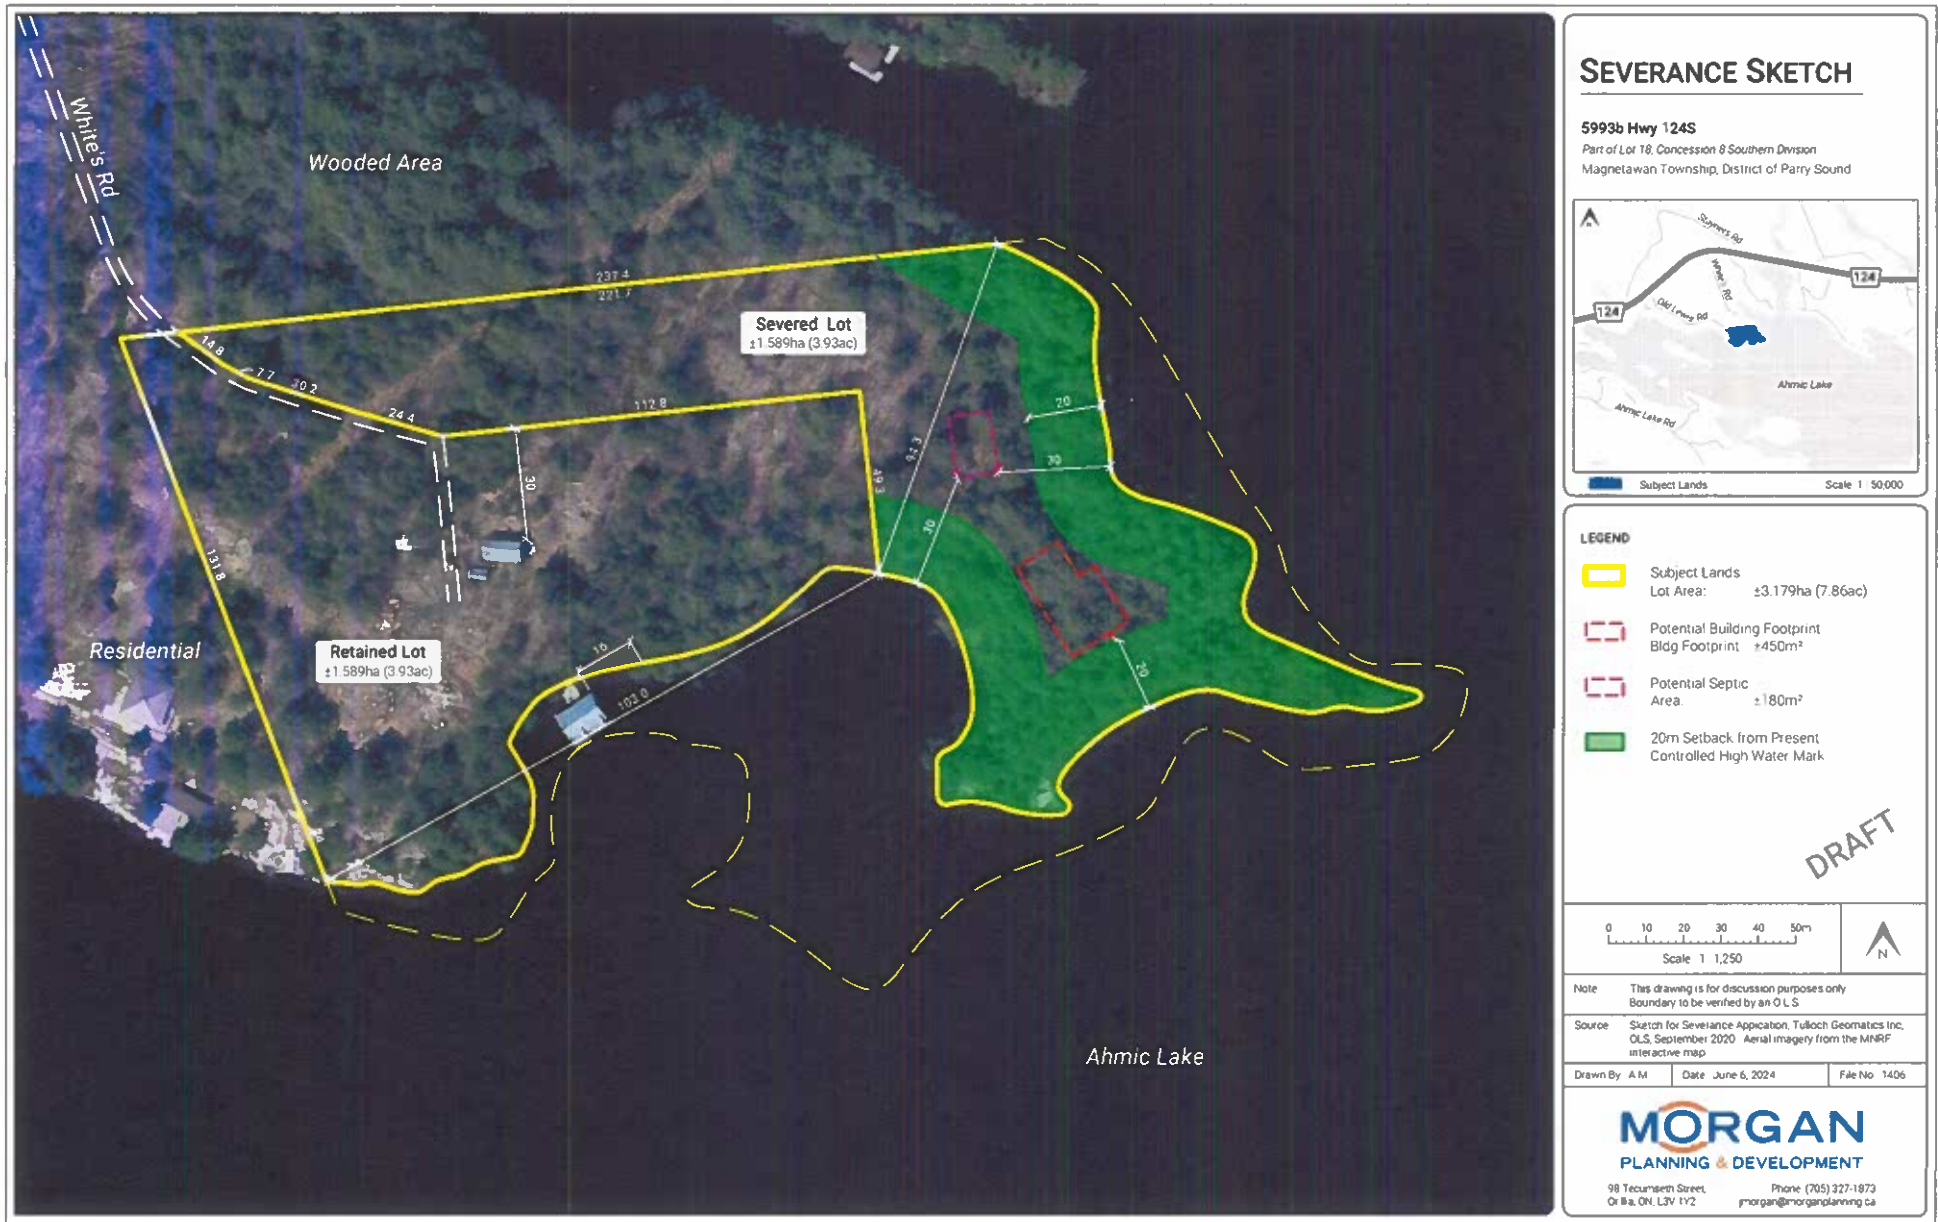 White's Rd
Wooded Area
237.4
221.7
Severed Lot
±1.589ha (3.93ac)
14.8
7.7
30.2
24.4
112.8
49.3
91.3
20
30
30
30
131.8
Residential
Retained Lot
±1.589ha (3.93ac)
16
103.0
20
Ahmic Lake
SEVERANCE SKETCH
5993b Hwy 124S
Part of Lot 18, Concession 8 Southern Division
Magnetawan Township, District of Parry Sound
N
Stayners Rd
White's Rd
124
124
Old Lewis Rd
Ahmic Lake
Ahmic Lake Rd
Subject Lands
Scale 1 : 50,000
LEGEND
Subject Lands
Lot Area: ±3.179ha (7.86ac)
Potential Building Footprint
Bldg Footprint ±450m²
Potential Septic
Area. ±180m²
20m Setback from Present
Controlled High Water Mark
DRAFT
0 10 20 30 40 50m
Scale 1 1,250
N
Note This drawing is for discussion purposes only
Boundary to be verified by an O L S
Source Sketch for Severance Appication, Tulloch Geomatics Inc,
OLS, September 2020 Aerial imagery from the MNRF
interactive map
Drawn By A M
Date June 6, 2024
File No 1406
MORGAN
PLANNING & DEVELOPMENT
98 Tecumseth Street,
Phone (705) 327-1873
Orillia, ON, L3V 1Y2
jmorgan@morganplanning.ca